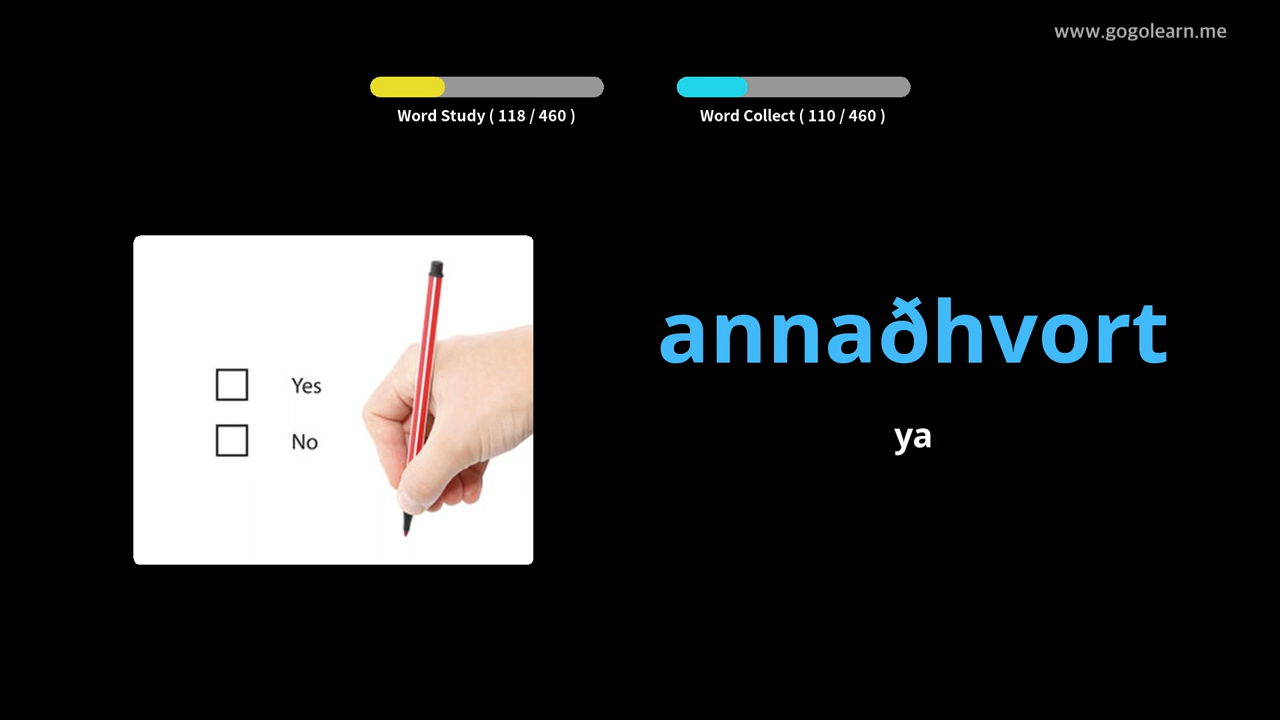 www.gogolearn.me
Word Study ( 118 / 460 )
Word Collect ( 110 / 460 )
Yes
No
annaðhvort
ya